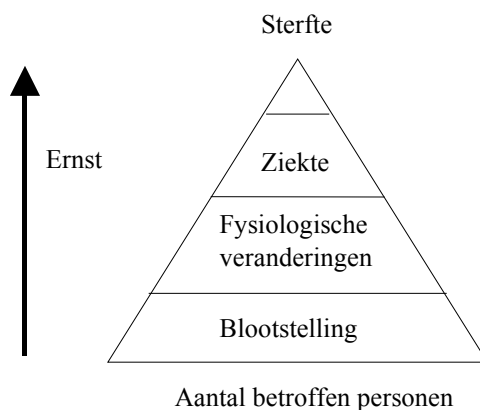 Sterfte
Ernst
Ziekte
Fysiologische
veranderingen
Blootstelling
Aantal betroffen personen